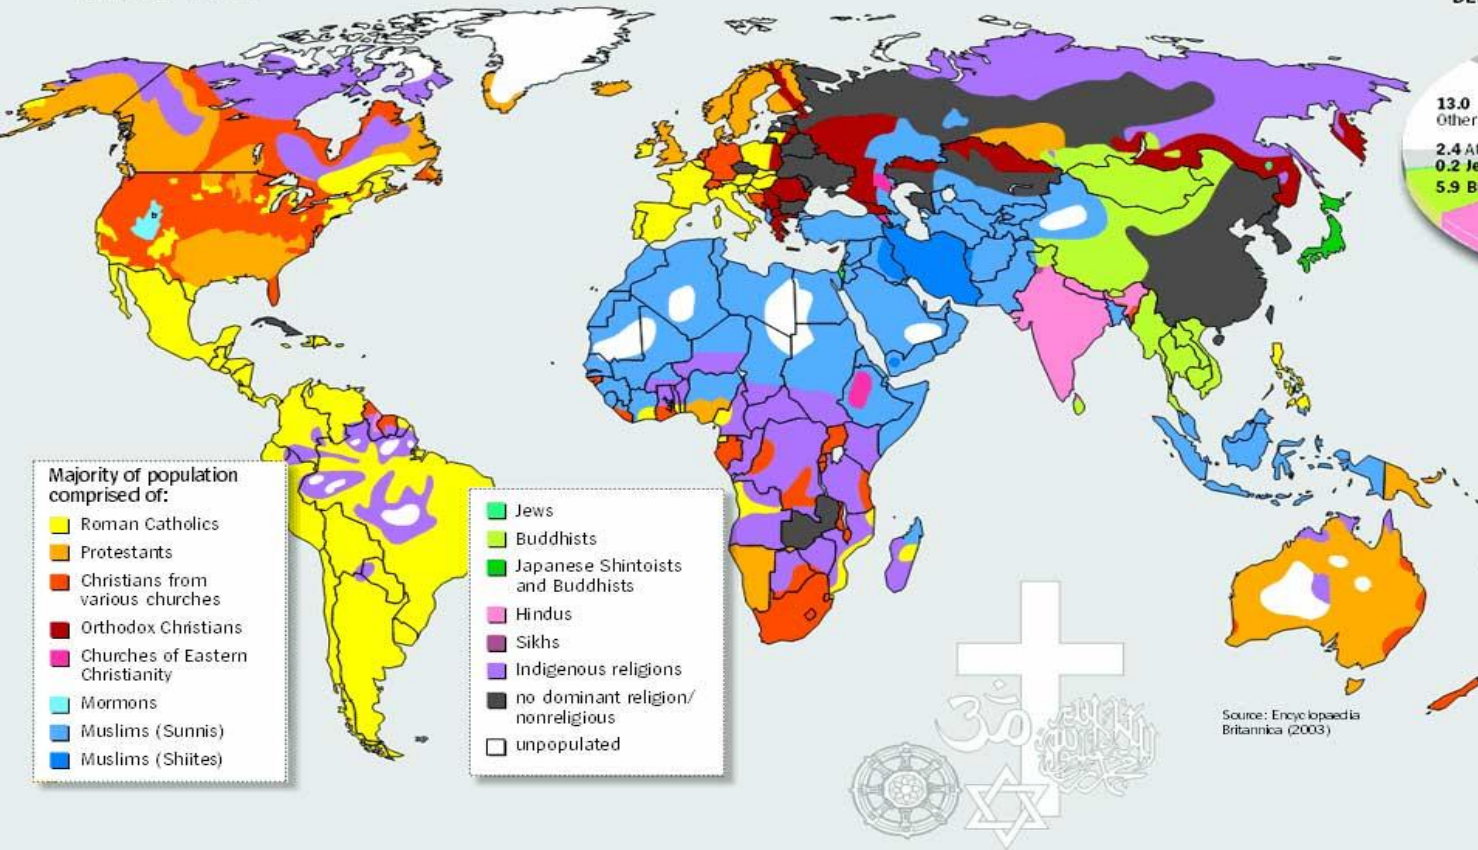 Majority of population
comprised of:
Roman Catholics
Protestants
Christians from
various churches
Orthodox Christians
Churches of Eastern
Christianity
Mormons
Muslims (Sunnis)
Muslims (Shiites)
Jews
Buddhists
Japanese Shintoists
and Buddhists
Hindus
Sikhs
Indigenous religions
no dominant religion/
nonreligious
unpopulated
13.0
Other
2.4
0.2
5.9
Source: Encyclopaedia
Britannica (2003)
ॐ